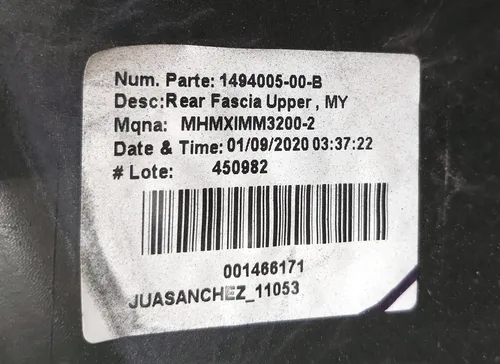 Num. Parte: 1494005-00-B
Desc:Rear Fascia Upper , MY
Mqna: MHMXIMM3200-2
Date & Time: 01/09/2020 03:37:22
# Lote: 450982
001466171
JUASANCHEZ_11053